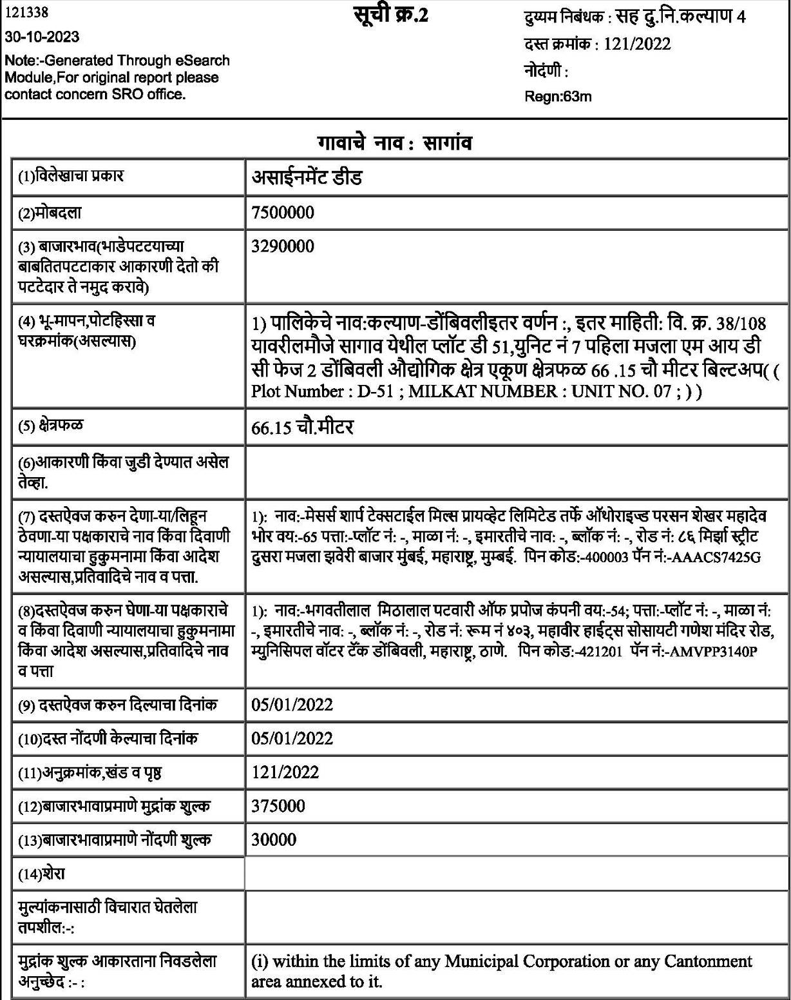 121338
30-10-2023
Note:-Generated Through eSearch
Module,For original report please
contact concern SRO office.
सूची क्र.2
दुय्यम निबंधक : सह दु.नि.कल्याण 4
दस्त क्रमांक : 121/2022
नोदंणी :
Regn:63m
गावाचे नाव : सागांव
(1)विलेखाचा प्रकार
असाईनमेंट डीड
(2)मोबदला
7500000
(3) बाजारभाव(भाडेपटटयाच्या
बाबतितपटटाकार आकारणी देतो की
पटटेदार ते नमुद करावे)
3290000
(4) भू-मापन,पोटहिस्सा व
घरक्रमांक(असल्यास)
1) पालिकेचे नाव:कल्याण-डोंबिवलीइतर वर्णन :, इतर माहिती: वि. क्र. 38/108
यावरीलमौजे सागाव येथील प्लॉट डी 51,युनिट नं 7 पहिला मजला एम आय डी
सी फेज 2 डोंबिवली औद्योगिक क्षेत्र एकूण क्षेत्रफळ 66 .15 चौ मीटर बिल्टअप( (
Plot Number : D-51 ; MILKAT NUMBER : UNIT NO. 07 ; ) )
(5) क्षेत्रफळ
66.15 चौ.मीटर
(6)आकारणी किंवा जुडी देण्यात असेल
तेव्हा.
(7) दस्तऐवज करुन देणा-या/लिहून
ठेवणा-या पक्षकाराचे नाव किंवा दिवाणी
न्यायालयाचा हुकुमनामा किंवा आदेश
असल्यास,प्रतिवादिचे नाव व पत्ता.
1): नाव:-मेसर्स शार्प टेक्सटाईल मिल्स प्रायव्हेट लिमिटेड तर्फे ऑथोराइज्ड परसन शेखर महादेव
भोर वय:-65 पत्ता:-प्लॉट नं: -, माळा नं: -, इमारतीचे नाव: -, ब्लॉक नं: -, रोड नं: ८६ मिर्झा स्ट्रीट
दुसरा मजला झवेरी बाजार मुंबई, महाराष्ट्र, मुम्बई. पिन कोड:-400003 पॅन नं:-AAACS7425G
(8)दस्तऐवज करुन घेणा-या पक्षकाराचे
व किंवा दिवाणी न्यायालयाचा हुकुमनामा
किंवा आदेश असल्यास,प्रतिवादिचे नाव
व पत्ता
1): नाव:-भगवतीलाल मिठालाल पटवारी ऑफ प्रपोज कंपनी वय:-54; पत्ता:-प्लॉट नं: -, माळा नं:
-, इमारतीचे नाव: -, ब्लॉक नं: -, रोड नं: रूम नं ४०३, महावीर हाईट्स सोसायटी गणेश मंदिर रोड,
म्युनिसिपल वॉटर टॅंक डोंबिवली, महाराष्ट्र, ठाणे. पिन कोड:-421201 पॅन नं:-AMVPP3140P
(9) दस्तऐवज करुन दिल्याचा दिनांक
05/01/2022
(10)दस्त नोंदणी केल्याचा दिनांक
05/01/2022
(11)अनुक्रमांक,खंड व पृष्ठ
121/2022
(12)बाजारभावाप्रमाणे मुद्रांक शुल्क
375000
(13)बाजारभावाप्रमाणे नोंदणी शुल्क
30000
(14)शेरा
मुल्यांकनासाठी विचारात घेतलेला
तपशील:-:
मुद्रांक शुल्क आकारताना निवडलेला
अनुच्छेद :- :
(i) within the limits of any Municipal Corporation or any Cantonment
area annexed to it.